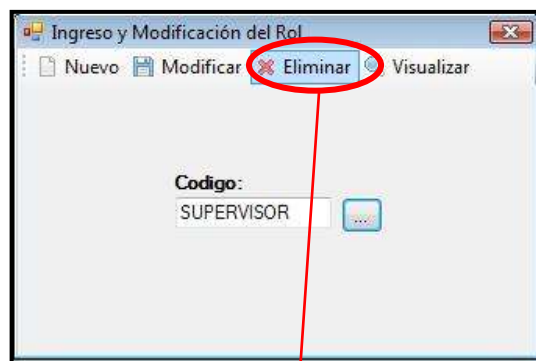 Ingreso y Modificación del Rol
Nuevo Modificar Eliminar Visualizar
Codigo:
SUPERVISOR
...